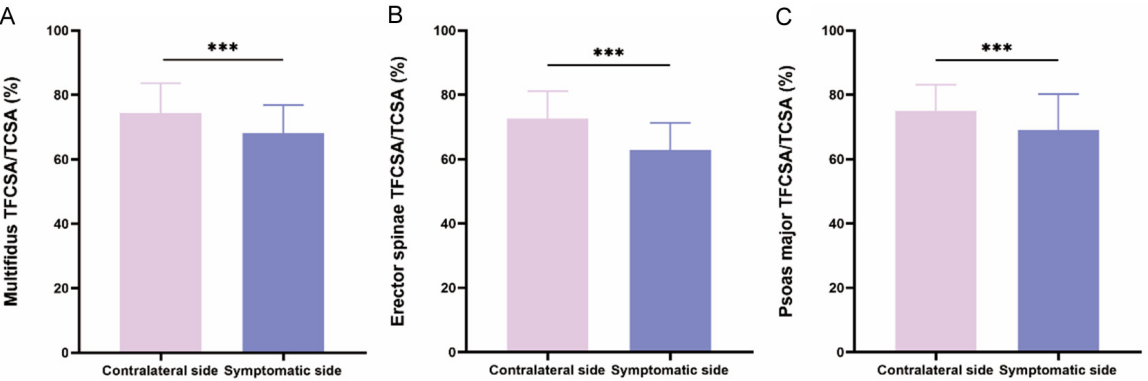 A
Multifidus TFCSA/TCSA (%)
100
80
60
40
20
0
***
Contralateral side Symptomatic side
B
Erector spinae TFCSA/TCSA (%)
100
80
60
40
20
0
***
Contralateral side Symptomatic side
C
Psoas major TFCSA/TCSA (%)
100
80
60
40
20
0
***
Contralateral side Symptomatic side